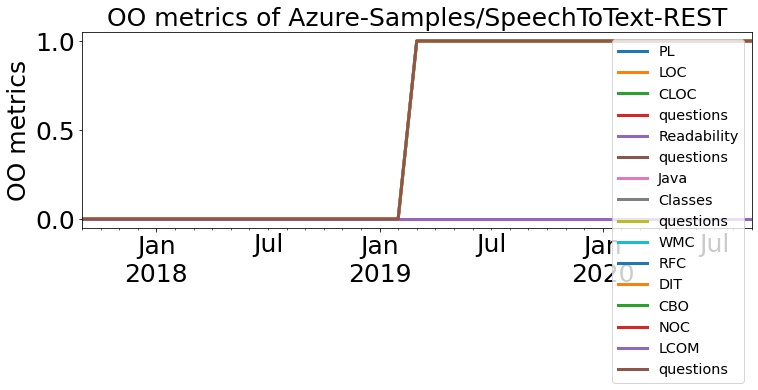 OO metrics of Azure-Samples/SpeechToText-REST
OO metrics
1.0
0.5
0.0
Jan
2018
Jul
Jan
2019
Jul
Jan
2020
Jul
PL
LOC
CLOC
questions
Readability
questions
Java
Classes
questions
WMC
RFC
DIT
CBO
NOC
LCOM
questions